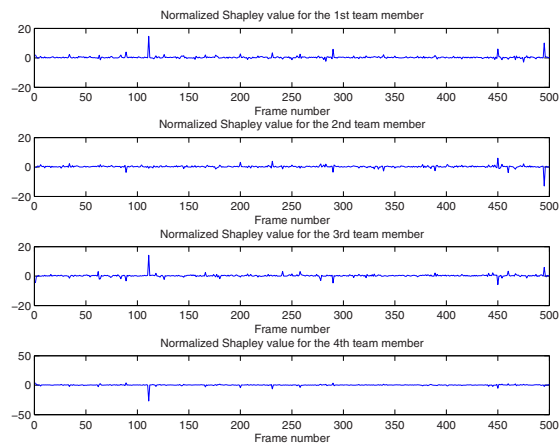 Normalized Shapley value for the 1st team member
20
0
−20
0 50 100 150 200 250 300 350 400 450 500
Frame number
Normalized Shapley value for the 2nd team member
20
0
−20
0 50 100 150 200 250 300 350 400 450 500
Frame number
Normalized Shapley value for the 3rd team member
20
0
−20
0 50 100 150 200 250 300 350 400 450 500
Frame number
Normalized Shapley value for the 4th team member
50
0
−50
0 50 100 150 200 250 300 350 400 450 500
Frame number